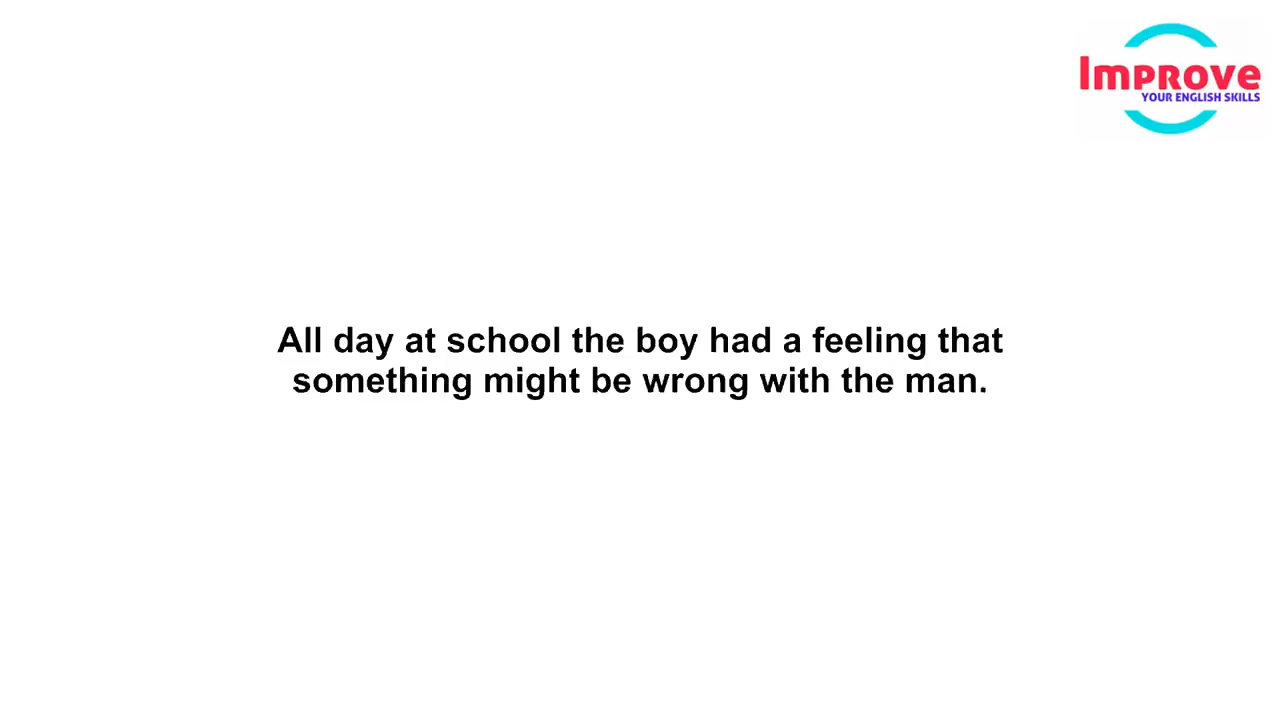 Improve
YOUR ENGLISH SKILLS
All day at school the boy had a feeling that
something might be wrong with the man.